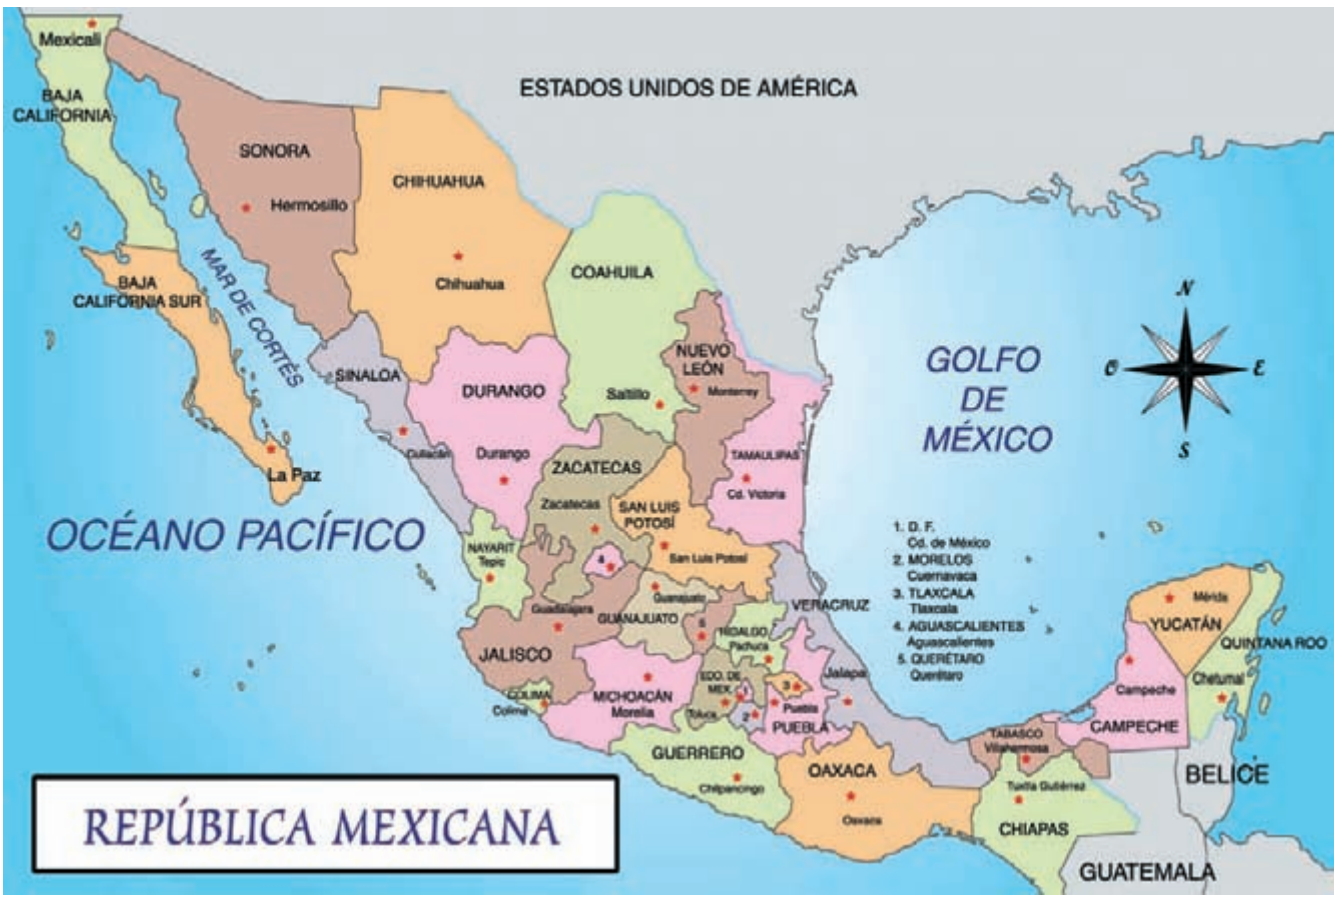 Mexicali
BAJA
CALIFORNIA
ESTADOS UNIDOS DE AMÉRICA
SONORA
Hermosillo
CHIHUAHUA
Chihuahua
COAHUILA
Saltillo
BAJA
CALIFORNIA SUR
MAR DE CORTÉS
La Paz
NUEVO
LEÓN
Monterrey
SINALOA
Culiacán
DURANGO
Durango
GOLFO
DE
MÉXICO
N
O
E
S
TAMAULIPAS
Cd. Victoria
ZACATECAS
Zacatecas
SAN LUIS
POTOSÍ
San Luis Potosí
OCÉANO PACÍFICO
NAYARIT
Tepic
4
1. D. F.
Cd. de México
2. MORELOS
Cuernavaca
3. TLAXCALA
Tlaxcala
4. AGUASCALIENTES
Aguascalientes
5. QUERÉTARO
Querétaro
Guadalajara
JALISCO
Guanajuato
GUANAJUATO
5
HIDALGO
Pachuca
VERACRUZ
Jalapa
Mérida
YUCATÁN
QUINTANA ROO
Chetumal
Campeche
CAMPECHE
COLIMA
Colima
MICHOACÁN
Morelia
EDO. DE
MEX.
Toluca
1
2
3
Puebla
PUEBLA
GUERRERO
Chilpancingo
OAXACA
Oaxaca
TABASCO
Villahermosa
Tuxtla Gutiérrez
CHIAPAS
BELICE
GUATEMALA
REPÚBLICA MEXICANA